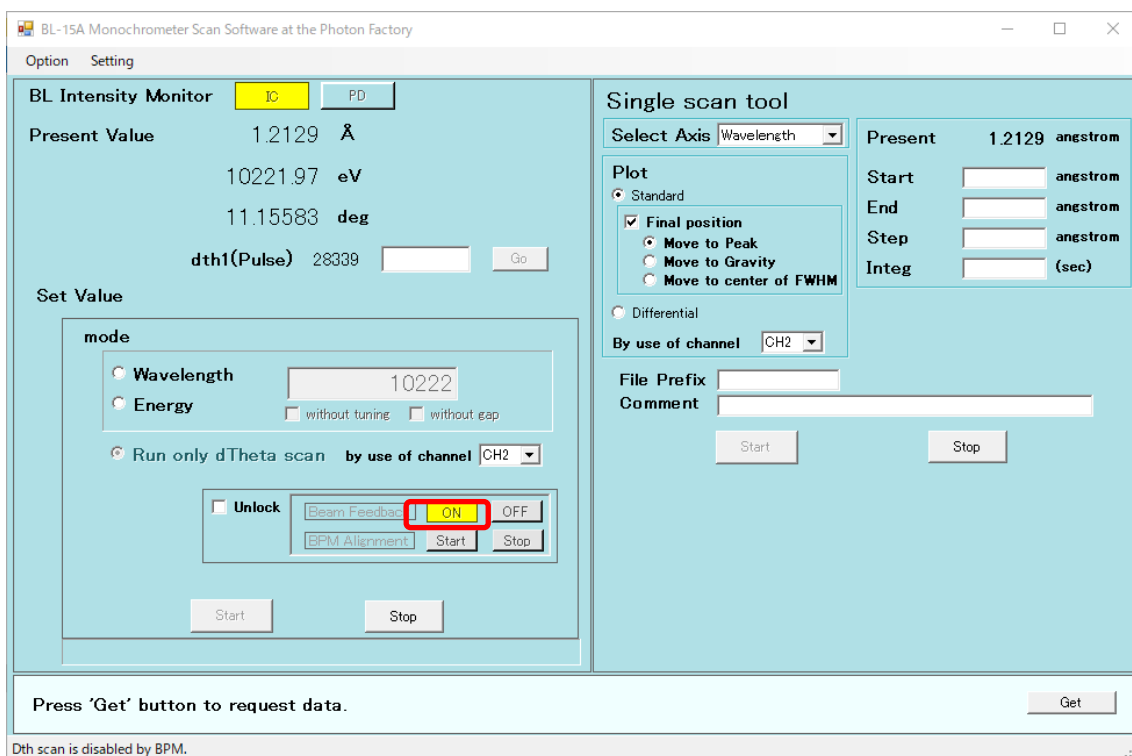 BL-15A Monochrometer Scan Software at the Photon Factory
Option Setting
BL Intensity Monitor IC PD
Present Value 1.2129 Å
10221.97 eV
11.15583 deg
dth1(Pulse) 28339 Go
Set Value
mode
Wavelength
10222
Energy
without tuning without gap
Run only dTheta scan by use of channel CH2
Unlock Beam Feedback ON OFF
BPM Alignment Start Stop
Start Stop
Single scan tool
Select Axis Wavelength
Plot
Standard
Final position
Move to Peak
Move to Gravity
Move to center of FWHM
Differential
By use of channel CH2
Present 1.2129 angstrom
Start angstrom
End angstrom
Step angstrom
Integ (sec)
File Prefix
Comment
Start Stop
Press 'Get' button to request data. Get
Dth scan is disabled by BPM.